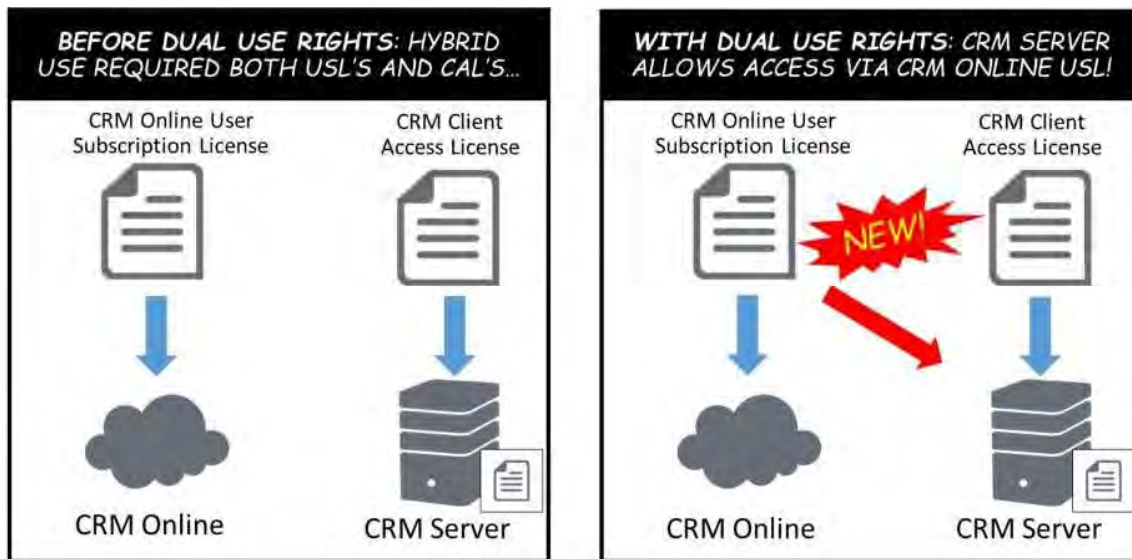 BEFORE DUAL USE RIGHTS: HYBRID
USE REQUIRED BOTH USL'S AND CAL'S…
CRM Online User
Subscription License
CRM Client
Access License
CRM Online
CRM Server
WITH DUAL USE RIGHTS: CRM SERVER
ALLOWS ACCESS VIA CRM ONLINE USL!
CRM Online User
Subscription License
CRM Client
Access License
NEW!
CRM Online
CRM Server